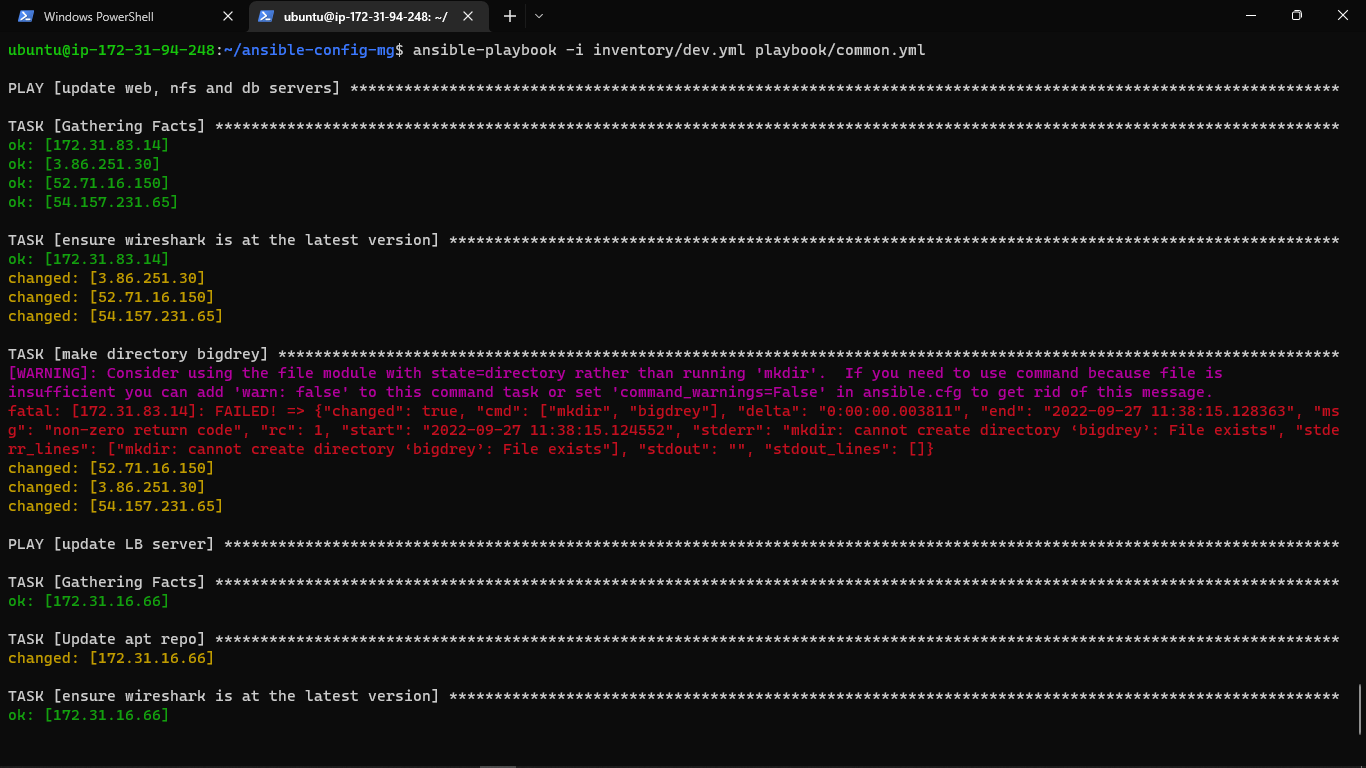 Windows PowerShell
ubuntu@ip-172-31-94-248: ~/
ubuntu@ip-172-31-94-248:~/ansible-config-mg$ ansible-playbook -i inventory/dev.yml playbook/common.yml
PLAY [update web, nfs and db servers] **************************************************************************************************************
TASK [Gathering Facts] *****************************************************************************************************************************
ok: [172.31.83.14]
ok: [3.86.251.30]
ok: [52.71.16.150]
ok: [54.157.231.65]
TASK [ensure wireshark is at the latest version] ***************************************************************************************************
ok: [172.31.83.14]
changed: [3.86.251.30]
changed: [52.71.16.150]
changed: [54.157.231.65]
TASK [make directory bigdrey] **********************************************************************************************************************
[WARNING]: Consider using the file module with state=directory rather than running 'mkdir'.  If you need to use command because file is
insufficient you can add 'warn: false' to this command task or set 'command_warnings=False' in ansible.cfg to get rid of this message.
fatal: [172.31.83.14]: FAILED! => {"changed": true, "cmd": ["mkdir", "bigdrey"], "delta": "0:00:00.003811", "end": "2022-09-27 11:38:15.128363", "ms
g": "non-zero return code", "rc": 1, "start": "2022-09-27 11:38:15.124552", "stderr": "mkdir: cannot create directory ‘bigdrey’: File exists", "stde
rr_lines": ["mkdir: cannot create directory ‘bigdrey’: File exists"], "stdout": "", "stdout_lines": []}
changed: [52.71.16.150]
changed: [3.86.251.30]
changed: [54.157.231.65]
PLAY [update LB server] ****************************************************************************************************************************
TASK [Gathering Facts] *****************************************************************************************************************************
ok: [172.31.16.66]
TASK [Update apt repo] *****************************************************************************************************************************
changed: [172.31.16.66]
TASK [ensure wireshark is at the latest version] ***************************************************************************************************
ok: [172.31.16.66]